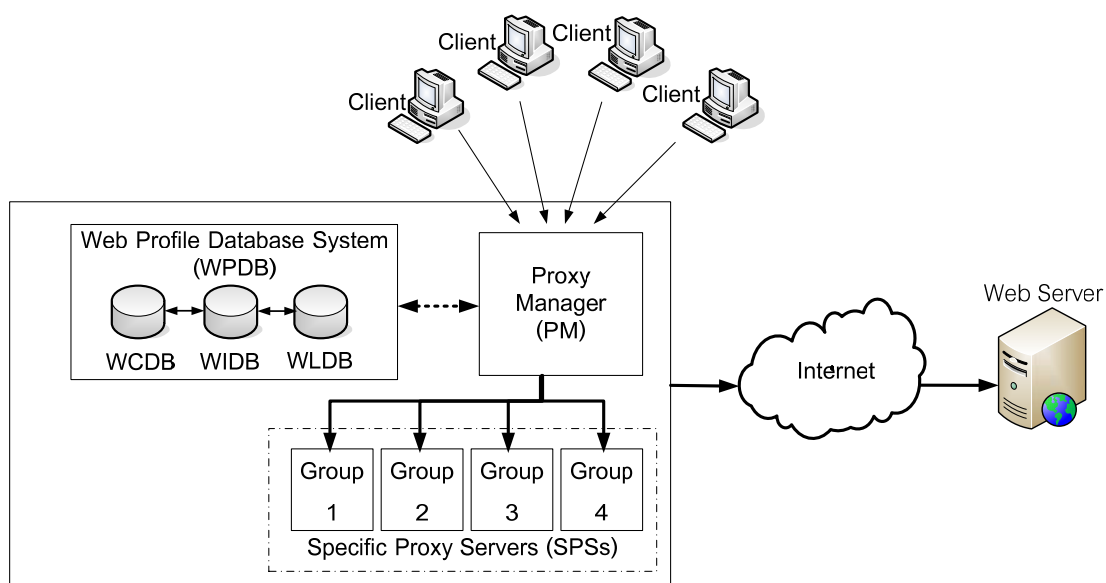 Client
Client
Client
Client
Web Profile Database System
(WPDB)
WCDB
WIDB
WLDB
Proxy
Manager
(PM)
Internet
Web Server
Group
1
Group
2
Group
3
Group
4
Specific Proxy Servers (SPSs)